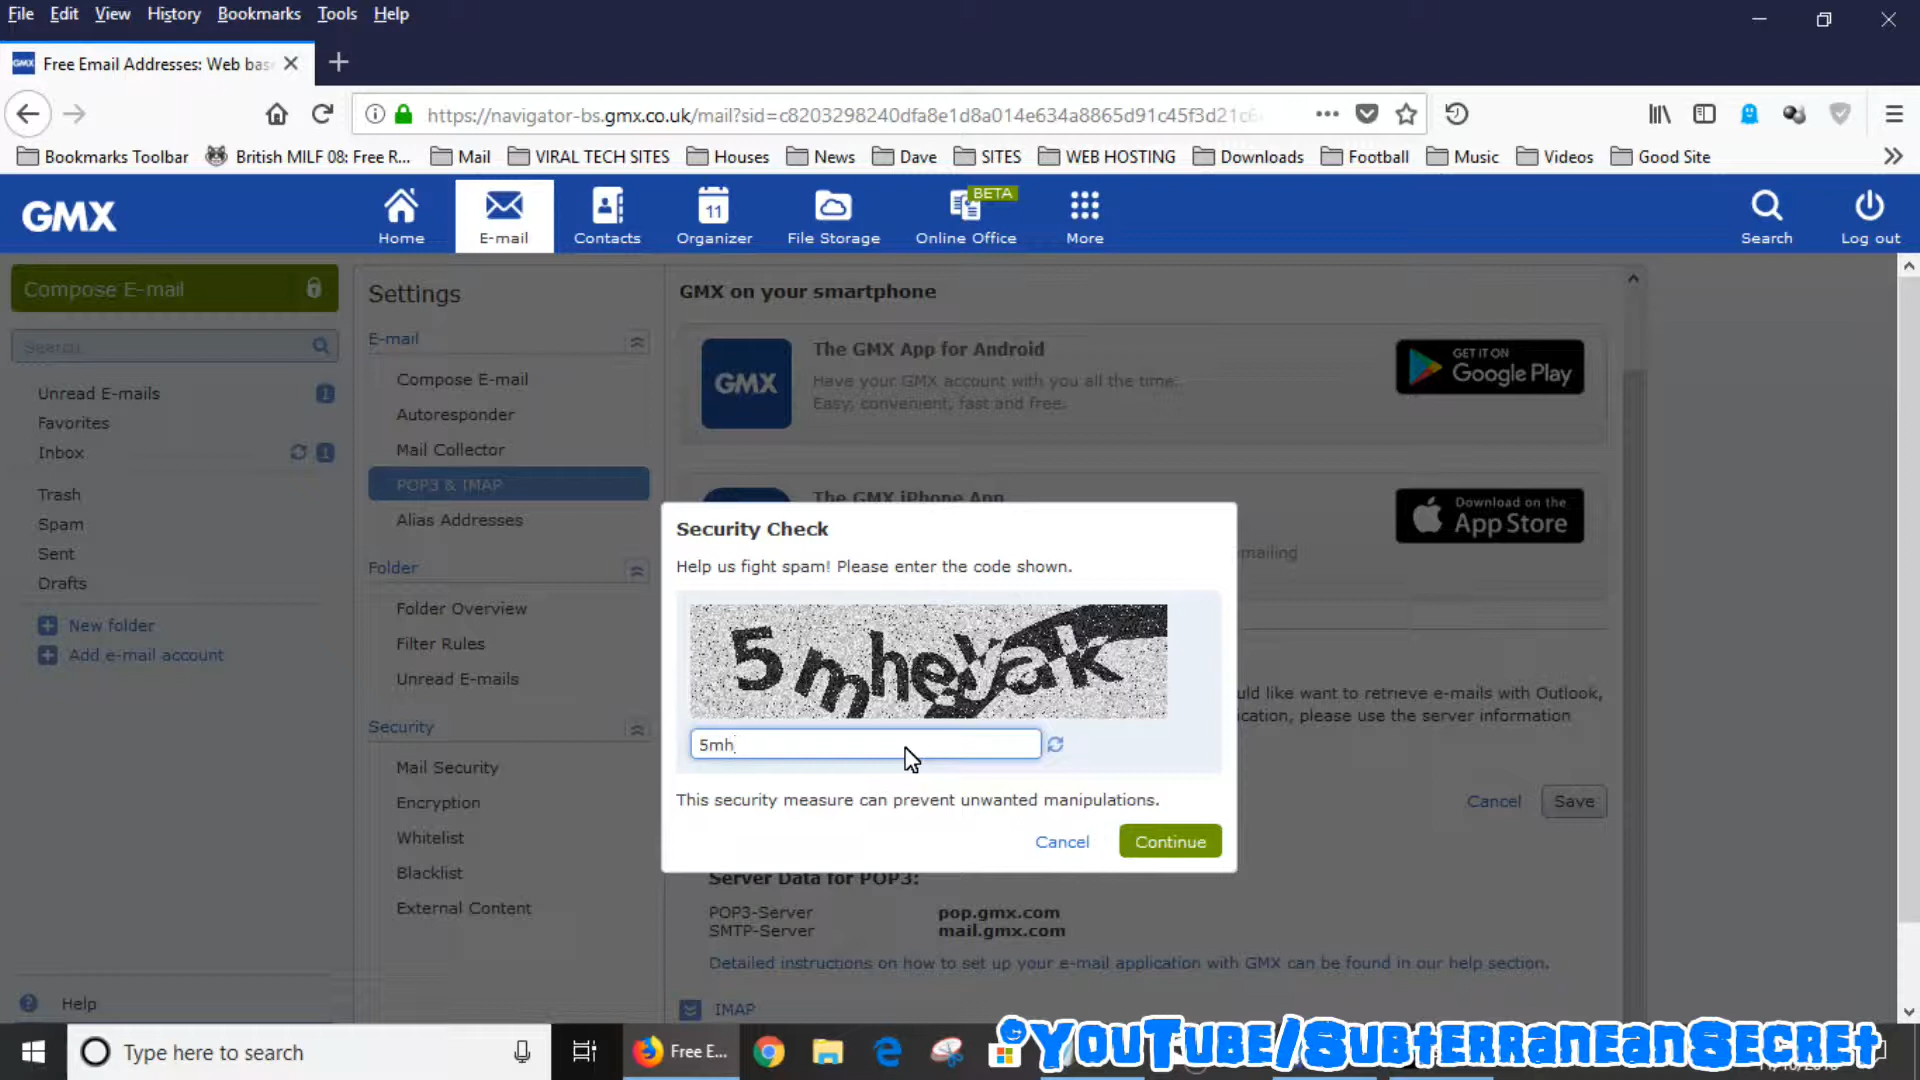 File Edit View History Bookmarks Tools Help
GMX Free Email Addresses: Web bas
https://navigator-bs.gmx.co.uk/mail?sid=c8203298240dfa8e1d8a014e634a8865d91c45f3d21c6
Bookmarks Toolbar British MILF 08: Free R... Mail VIRAL TECH SITES Houses News Dave SITES WEB HOSTING Downloads Football Music Videos Good Site
GMX Home E-mail Contacts 11 Organizer File Storage BETA Online Office More Search Log out
Compose E-mail
Search...
Unread E-mails 1
Favorites
Inbox 1
Trash
Spam
Sent
Drafts
New folder
Add e-mail account
Help
Settings
E-mail
Compose E-mail
Autoresponder
Mail Collector
POP3 & IMAP
Alias Addresses
Folder
Folder Overview
Filter Rules
Unread E-mails
Security
Mail Security
Encryption
Whitelist
Blacklist
External Content
GMX on your smartphone
GMX The GMX App for Android
Have your GMX account with you all the time.
Easy, convenient, fast and free.
GET IT ON Google Play
The GMX iPhone App
Download on the App Store
mailing
Security Check
Help us fight spam! Please enter the code shown.
5mheyak
5mh
This security measure can prevent unwanted manipulations.
Cancel Continue
uld like want to retrieve e-mails with Outlook,
ication, please use the server information
Cancel Save
Server Data for POP3:
POP3-Server pop.gmx.com
SMTP-Server mail.gmx.com
Detailed instructions on how to set up your e-mail application with GMX can be found in our help section.
IMAP
Type here to search
Free E...
@YouTube/SubterraneanSecret